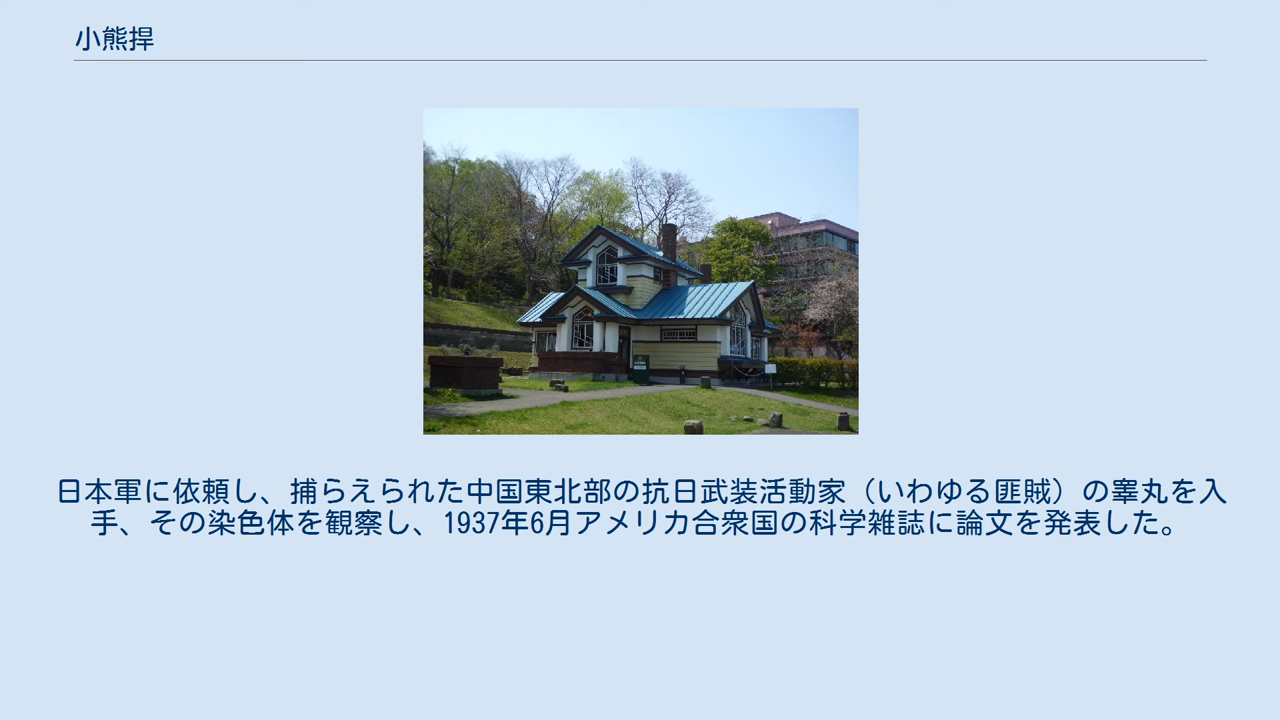 小熊捍
日本軍に依頼し、捕らえられた中国東北部の抗日武装活動家（いわゆる匪賊）の睾丸を入
手、その染色体を観察し、1937年6月アメリカ合衆国の科学雑誌に論文を発表した。